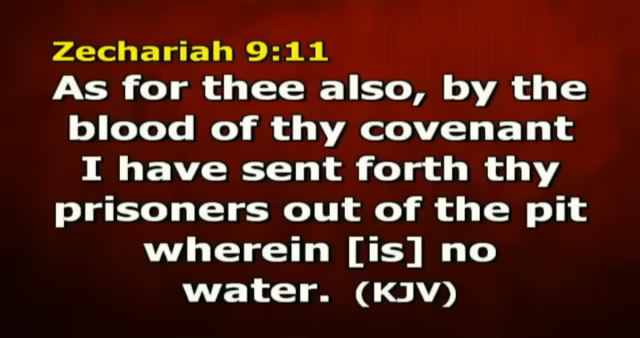 Zechariah 9:11
As for thee also, by the
blood of thy covenant
I have sent forth thy
prisoners out of the pit
wherein [is] no
water. (KJV)